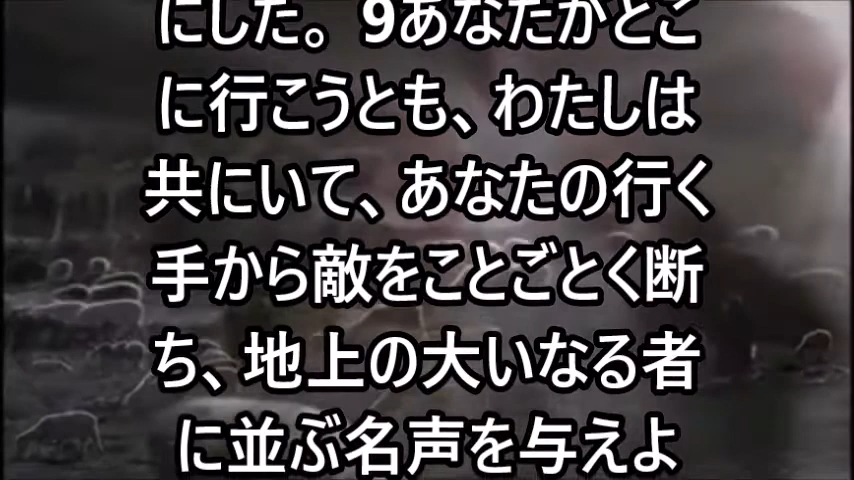 にした。9あなたがどこ
に行こうとも、わたしは
共にいて、あなたの行く
手から敵をことごとく断
ち、地上の大いなる者
に並ぶ名声を与えよ